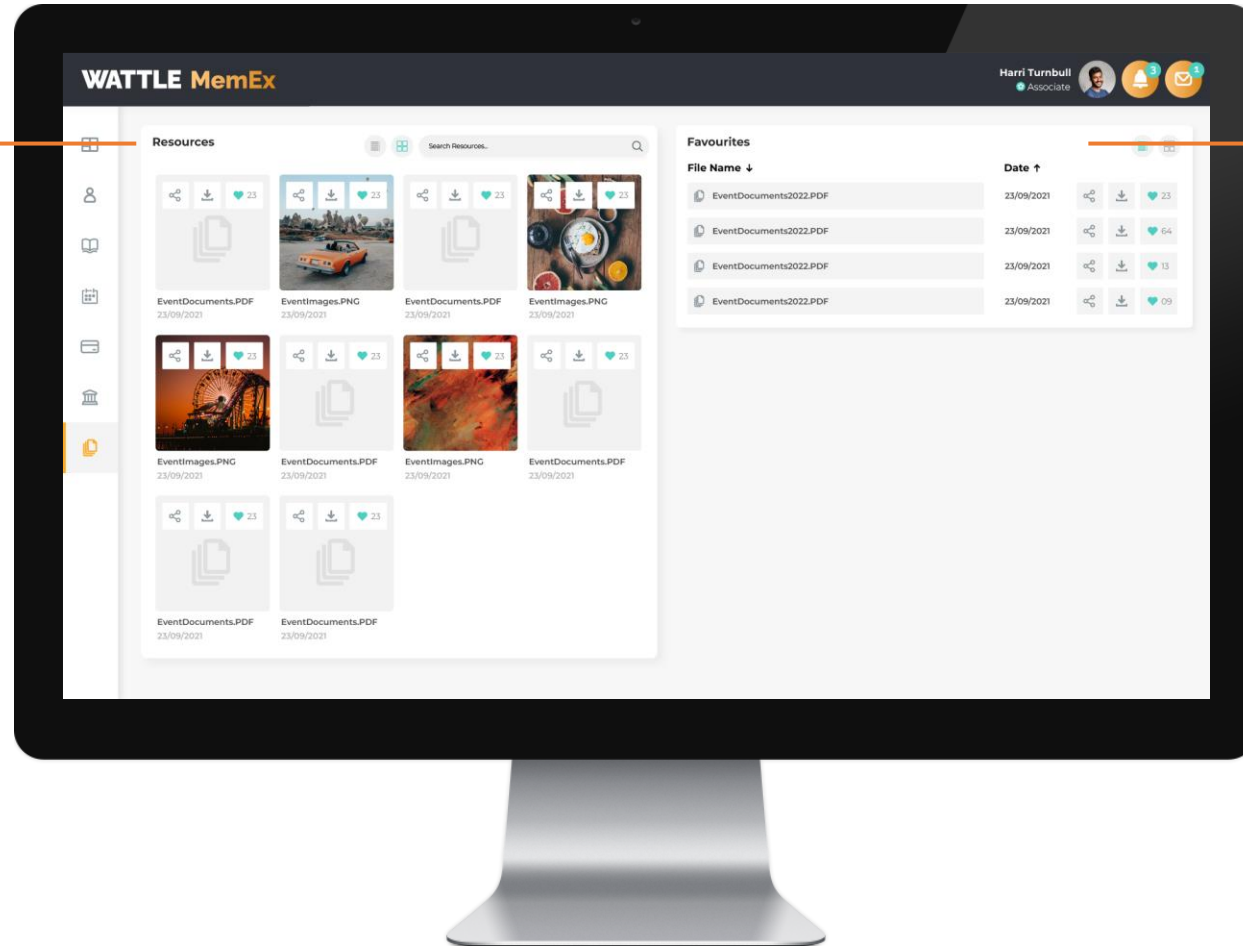 WATTLE MemEx
Harri Turnbull
Associate
3
1
Resources
Search Resources..
23
23
23
23
EventDocuments.PDF
EventImages.PNG
EventDocuments.PDF
EventImages.PNG
23/09/2021
23/09/2021
23/09/2021
23/09/2021
23
23
23
23
EventImages.PNG
EventDocuments.PDF
EventImages.PNG
EventDocuments.PDF
23/09/2021
23/09/2021
23/09/2021
23/09/2021
23
23
EventDocuments.PDF
EventDocuments.PDF
23/09/2021
23/09/2021
Favourites
File Name ↓
Date ↑
EventDocuments2022.PDF
23/09/2021
23
EventDocuments2022.PDF
23/09/2021
64
EventDocuments2022.PDF
23/09/2021
13
EventDocuments2022.PDF
23/09/2021
09